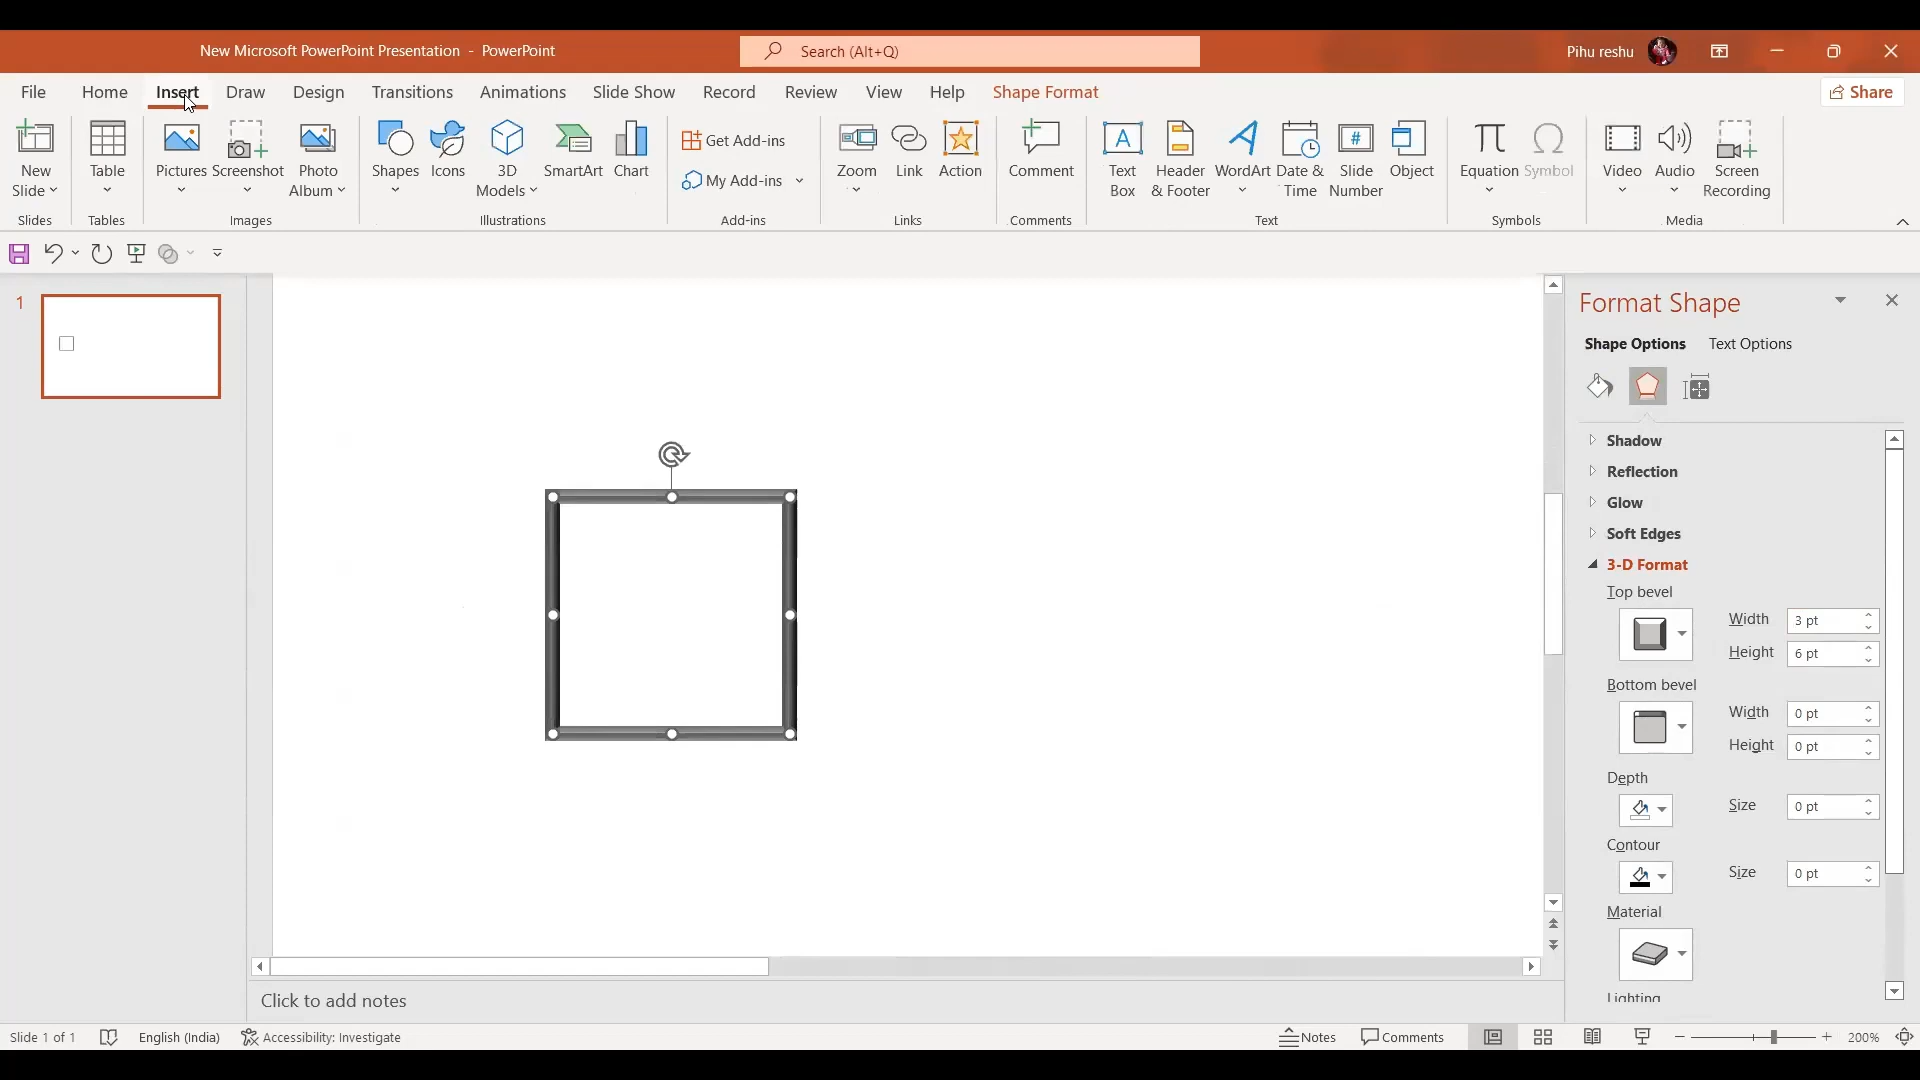 New Microsoft PowerPoint Presentation - PowerPoint
Search (Alt+Q)
Pihu reshu
File Home Insert Draw Design Transitions Animations Slide Show Record Review View Help Shape Format
Share
New Slide
Table
Pictures
Screenshot
Photo Album
Shapes
Icons
3D Models
SmartArt
Chart
Get Add-ins
My Add-ins
Zoom
Link
Action
Comment
Text Box
Header & Footer
WordArt
Date & Time
Slide Number
Object
Equation
Symbol
Video
Audio
Screen Recording
Slides
Tables
Images
Illustrations
Add-ins
Links
Comments
Text
Symbols
Media
1
Format Shape
Shape Options Text Options
Shadow
Reflection
Glow
Soft Edges
3-D Format
Top bevel
Width 3 pt
Height 6 pt
Bottom bevel
Width 0 pt
Height 0 pt
Depth
Size 0 pt
Contour
Size 0 pt
Material
Lighting
Click to add notes
Slide 1 of 1
English (India)
Accessibility: Investigate
Notes
Comments
200%